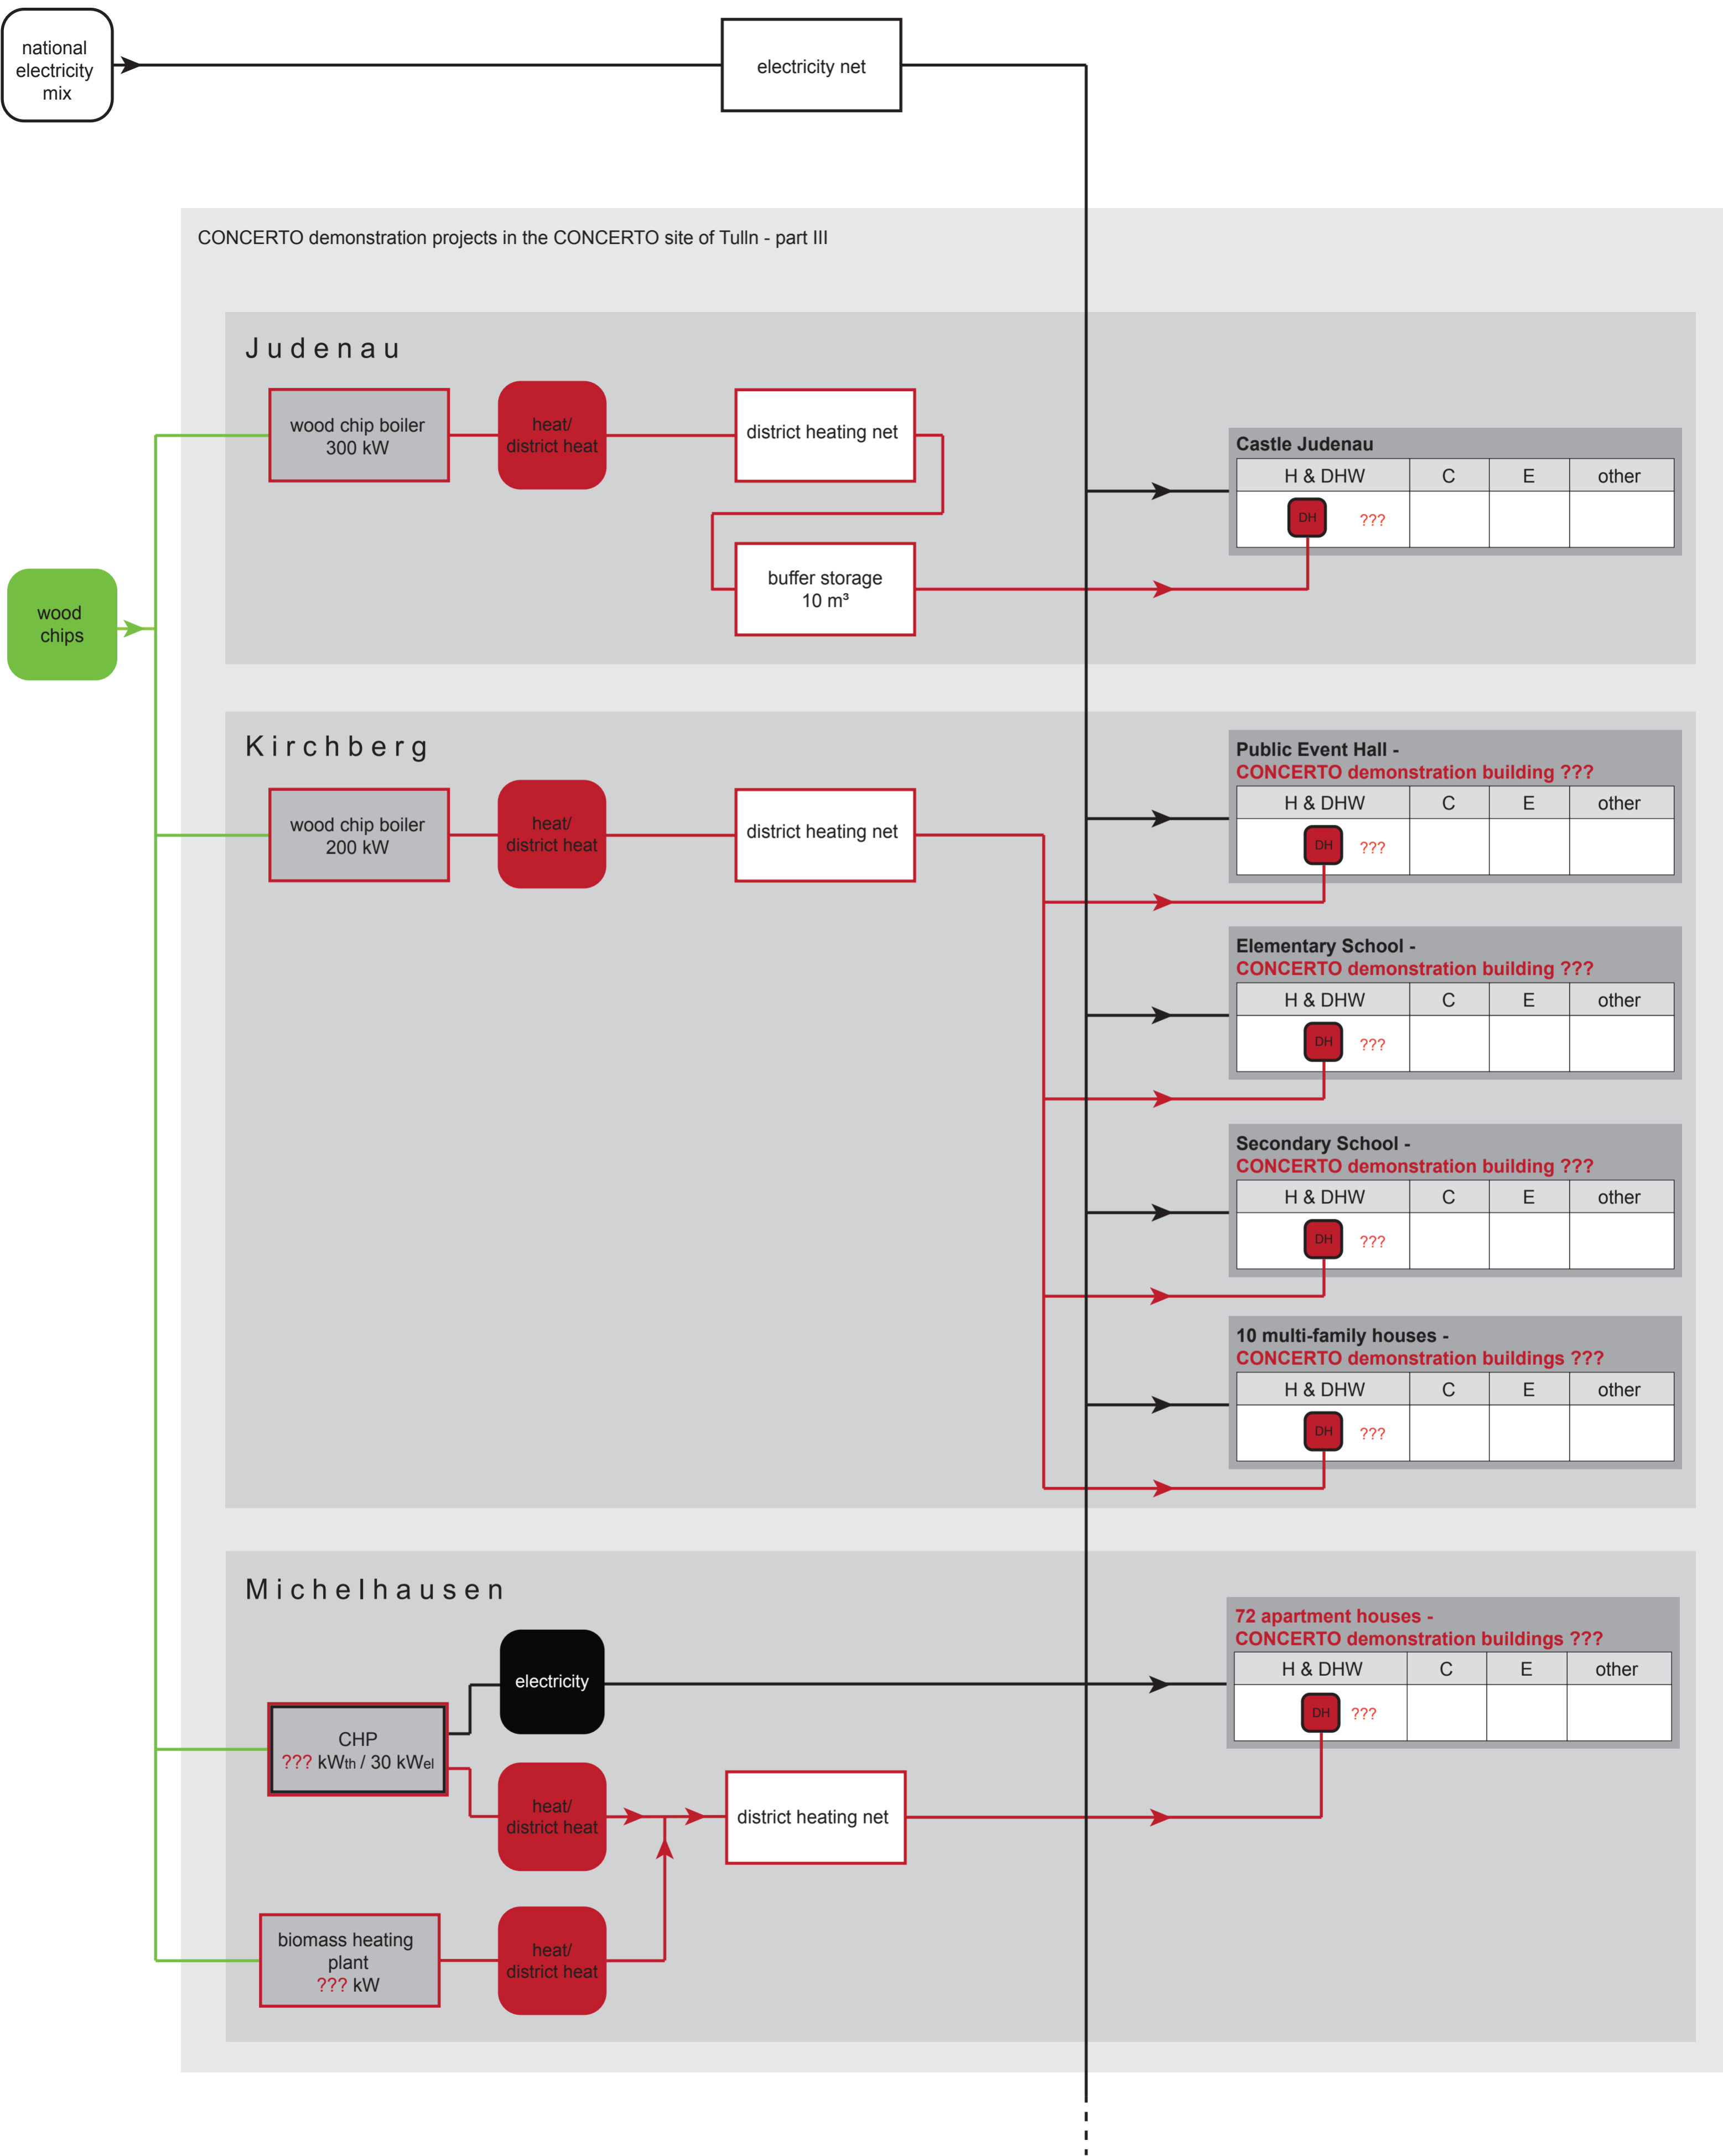 national
electricity
mix
electricity net
CONCERTO demonstration projects in the CONCERTO site of Tulln - part III
Judenau
wood chip boiler
300 kW
heat/
district heat
district heating net
buffer storage
10 m³
Castle Judenau
H & DHW C E other
DH ???
wood
chips
Kirchberg
wood chip boiler
200 kW
heat/
district heat
district heating net
Public Event Hall -
CONCERTO demonstration building ???
H & DHW C E other
DH ???
Elementary School -
CONCERTO demonstration building ???
H & DHW C E other
DH ???
Secondary School -
CONCERTO demonstration building ???
H & DHW C E other
DH ???
10 multi-family houses -
CONCERTO demonstration buildings ???
H & DHW C E other
DH ???
Michelhausen
electricity
CHP
??? kWth / 30 kWel
heat/
district heat
district heating net
72 apartment houses -
CONCERTO demonstration buildings ???
H & DHW C E other
DH ???
biomass heating
plant
??? kW
heat/
district heat